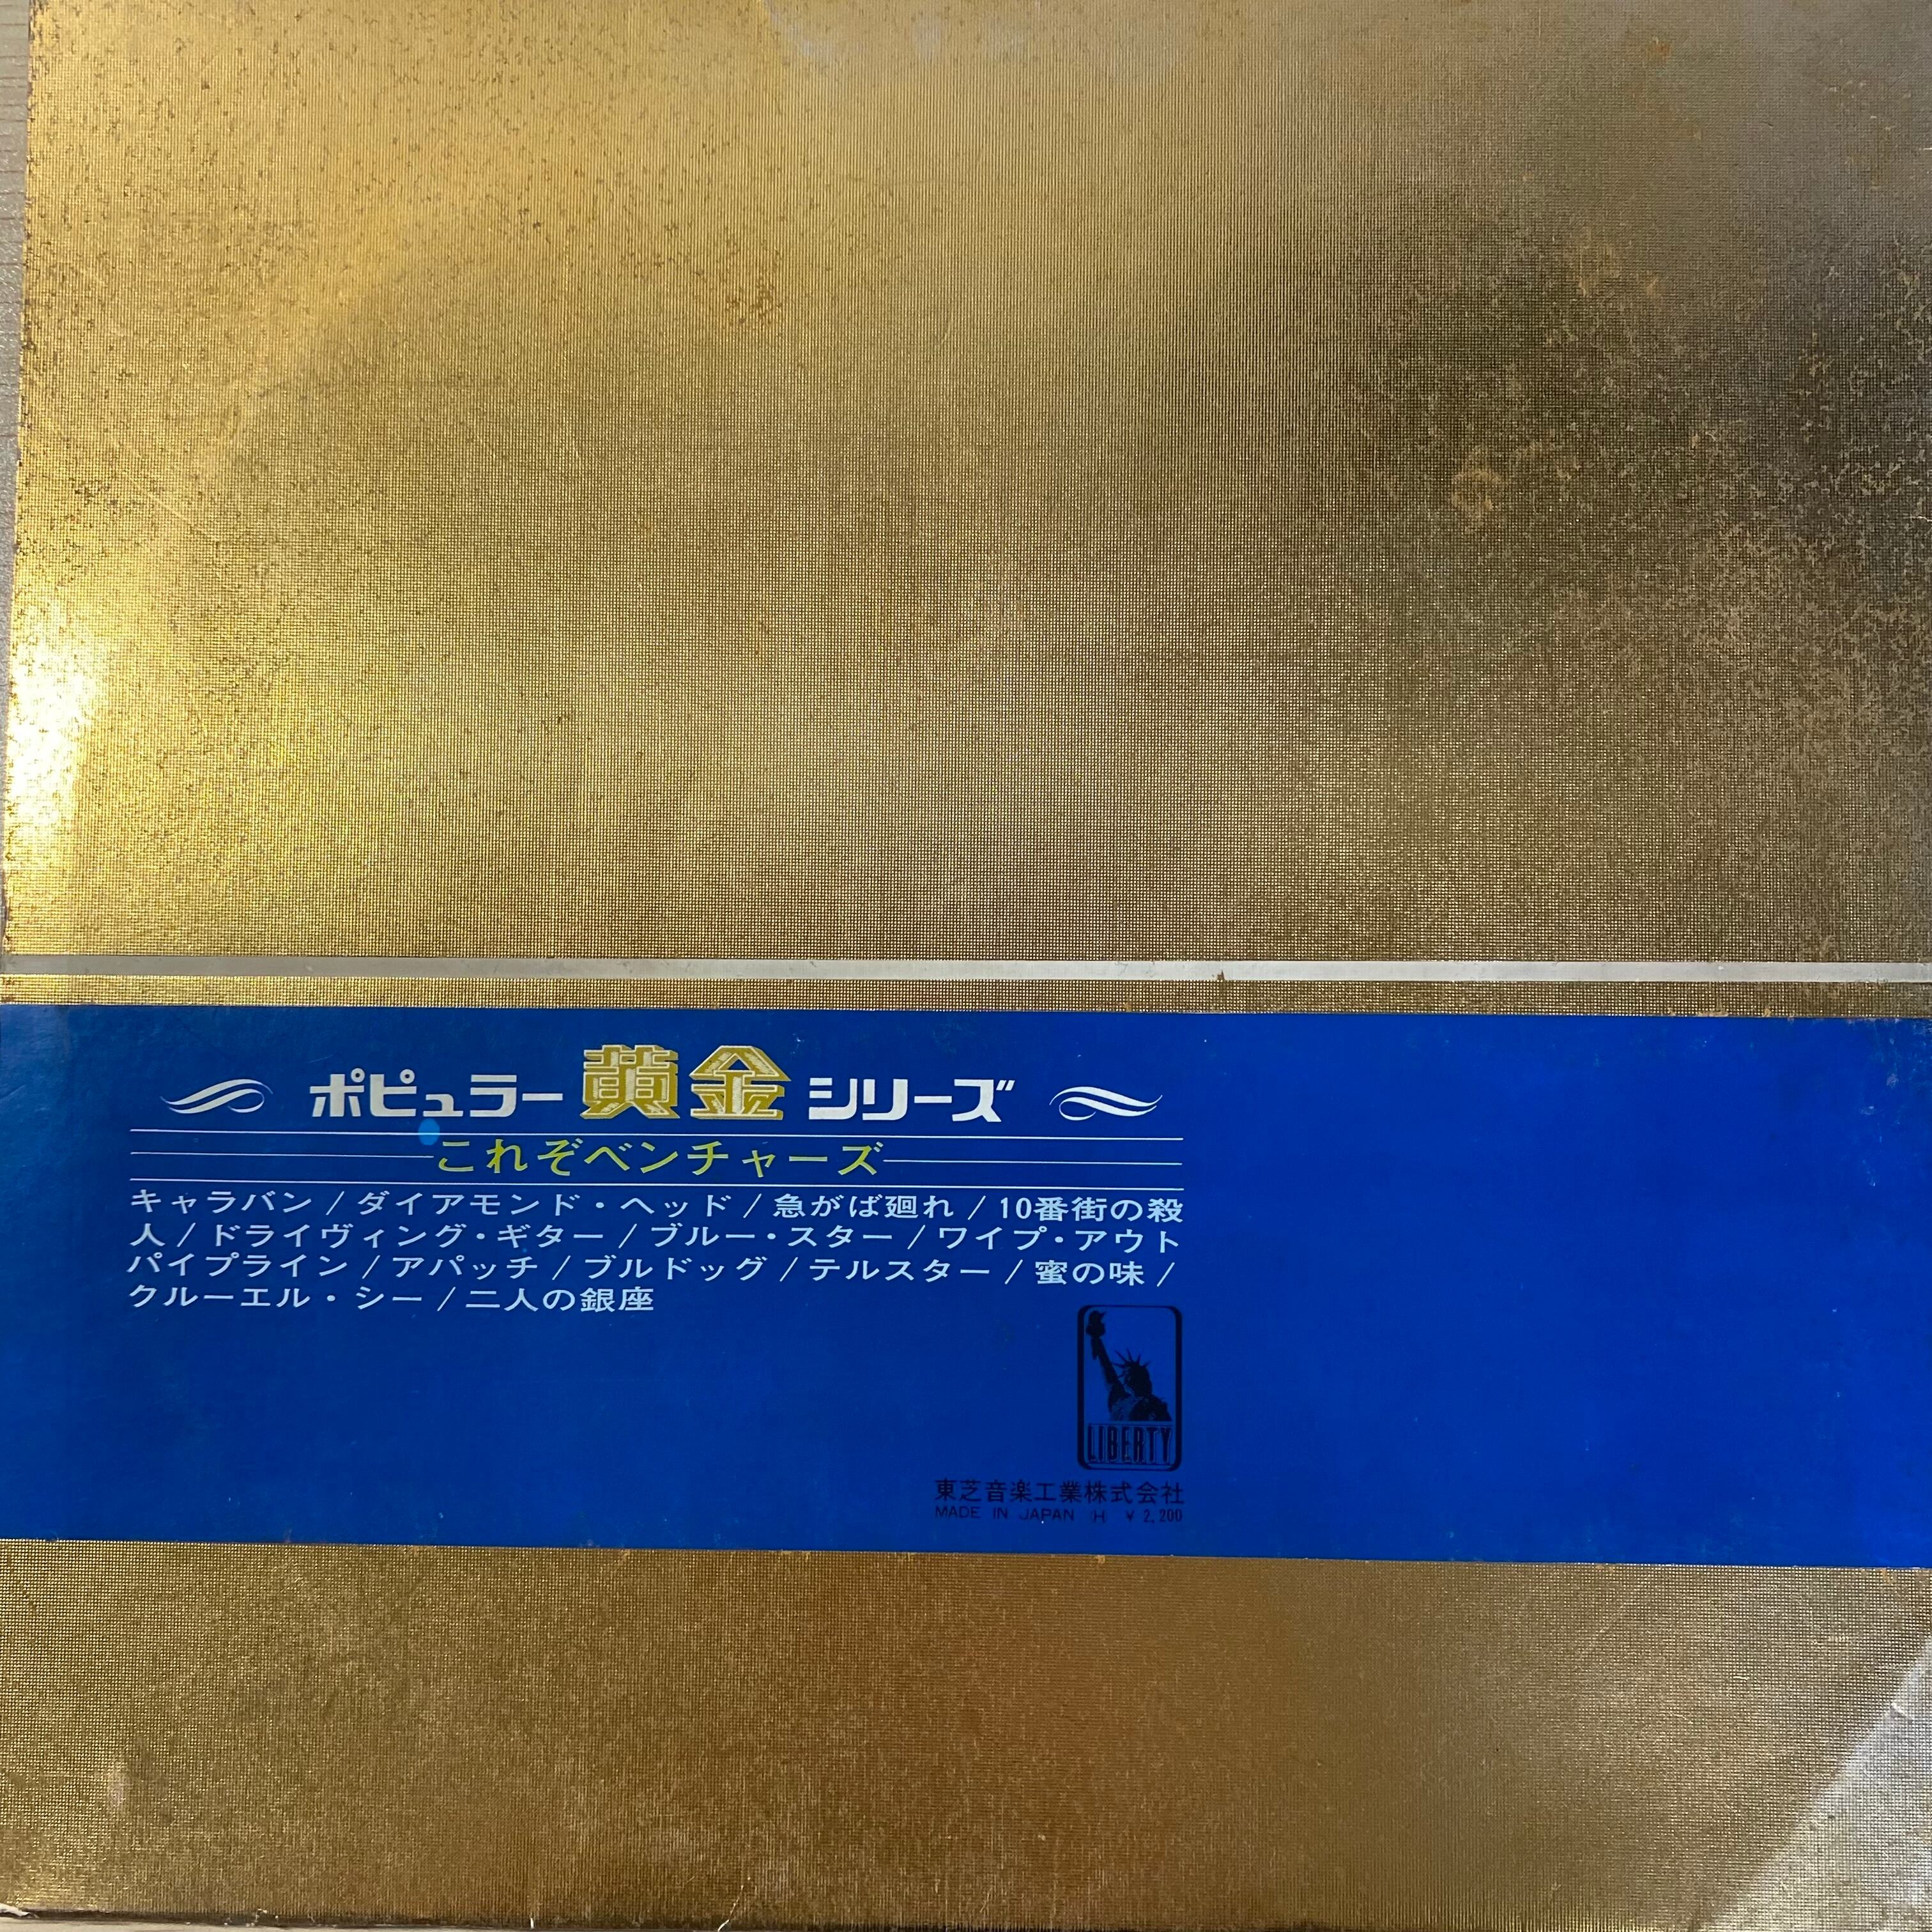 ポピュラー黄金シリーズ
これぞベンチャーズ
キャラバン/ダイアモンド・ヘッド/急がば廻れ/10番街の殺
人/ドライヴィング・ギター/ブルー・スター/ワイプ・アウト
パイプライン/アパッチ/ブルドッグ/テルスター/蜜の味/
クルーエル・シー/二人の銀座
LIBERTY
東芝音楽工業株式会社
MADE IN JAPAN (H) ¥2,200